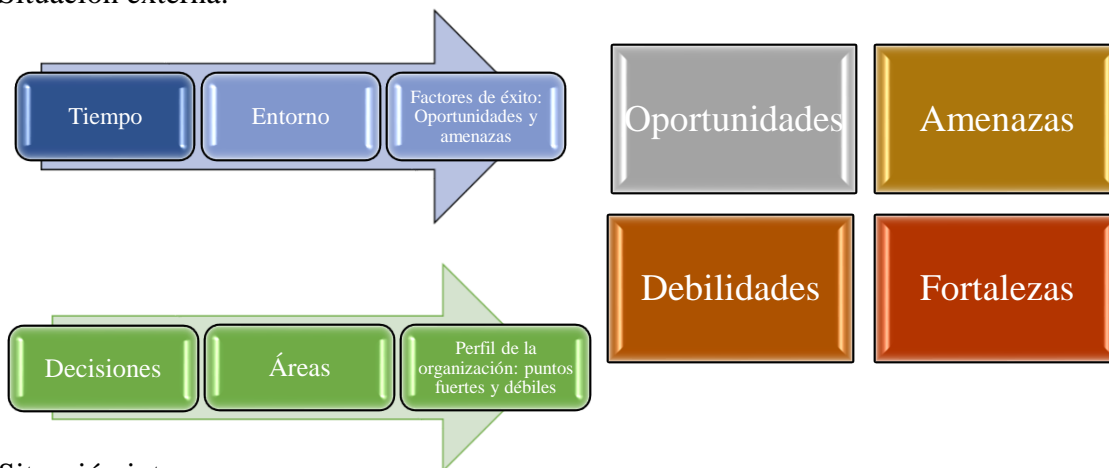 Situación externa:
Tiempo
Entorno
Factores de éxito:
Oportunidades y
amenazas
Oportunidades
Amenazas
Debilidades
Fortalezas
Decisiones
Áreas
Perfil de la
organización: puntos
fuertes y débiles
Situación